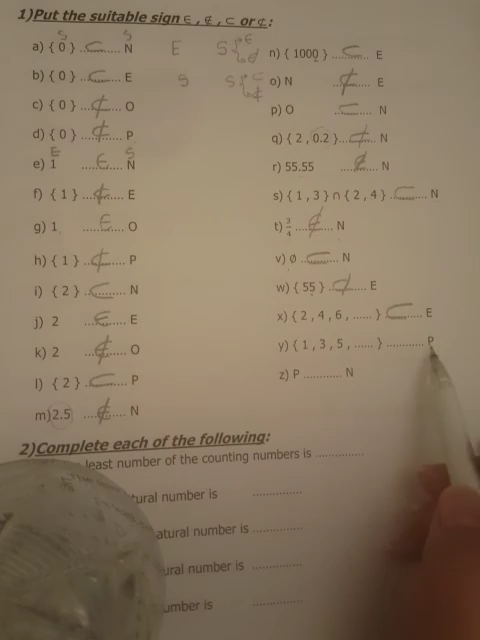 1)Put the suitable sign ∈ , ∉ , ⊂ or ⊄:
S S
a) { 0 } ...⊂...... N
b) { 0 } ...⊂...... E
c) { 0 } ...⊄...... O
d) { 0 } ...⊄...... P
E S
e) 1 ...∈...... N
f) { 1 } ...⊄...... E
g) 1 ......∈... O
h) { 1 } ...⊄...... P
i) { 2 } ...⊂...... N
j) 2 ...∈...... E
k) 2 ...∉...... O
l) { 2 } ...⊂...... P
m)2.5 ...∉...... N
E S { ∈ ∉
S S { ⊂ ⊄
n) { 1000 } ...⊂...... E
o) N ...⊄...... E
p) O ...⊂...... N
q) { 2 , 0.2 }...⊄...... N
r) 55.55 ...∉...... N
s) { 1 , 3 } ∩ { 2 , 4 } ...⊂...... N
t) 3/4 ...∉...... N
v) ∅ ...⊂...... N
w) { 55 } ...⊄...... E
x) { 2 , 4 , 6 , ...... } ...⊂...... E
y) { 1 , 3 , 5 , ...... } ............ P
z) P ............ N
2)Complete each of the following:
least number of the counting numbers is ...............
tural number is ...............
atural number is ...............
ural number is ...............
umber is ...............